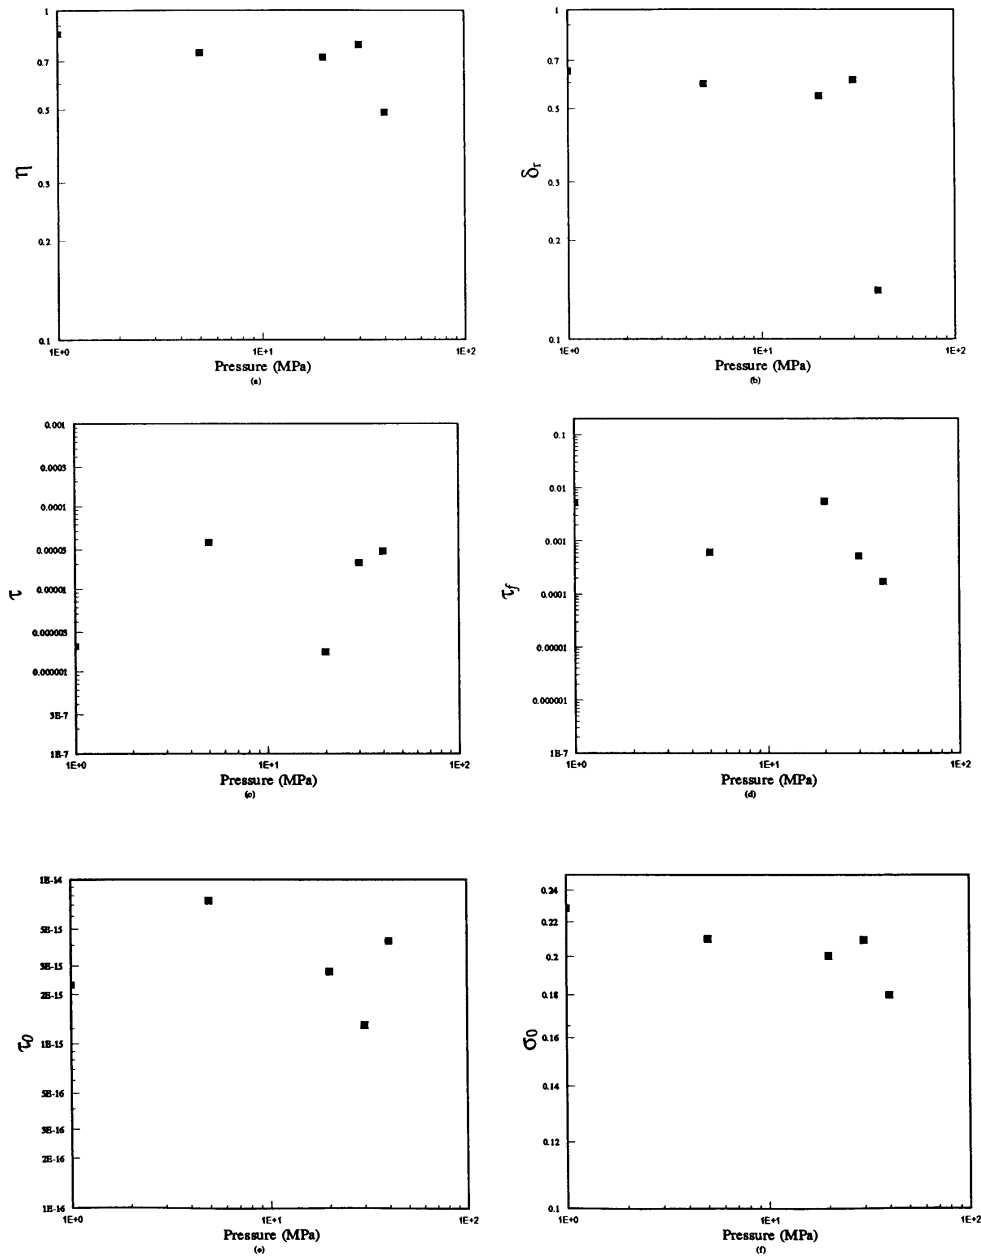 1
0.7
0.5
0.3
0.2
0.1
η
1E+0
1E+1
1E+2
Pressure (MPa)
(a)
1
0.7
0.5
0.3
0.2
0.1
δr
1E+0
1E+1
1E+2
Pressure (MPa)
(b)
0.001
0.0003
0.0001
0.00005
0.00001
0.000005
0.000001
3E-7
1E-7
τ
1E+0
1E+1
1E+2
Pressure (MPa)
(c)
0.1
0.01
0.001
0.0001
0.00001
0.000001
1E-7
τf
1E+0
1E+1
1E+2
Pressure (MPa)
(d)
1E-14
5E-15
3E-15
2E-15
1E-15
5E-16
3E-16
2E-16
1E-16
τ0
1E+0
1E+1
1E+2
Pressure (MPa)
(e)
0.24
0.22
0.2
0.18
0.16
0.14
0.12
0.1
σ0
1E+0
1E+1
1E+2
Pressure (MPa)
(f)